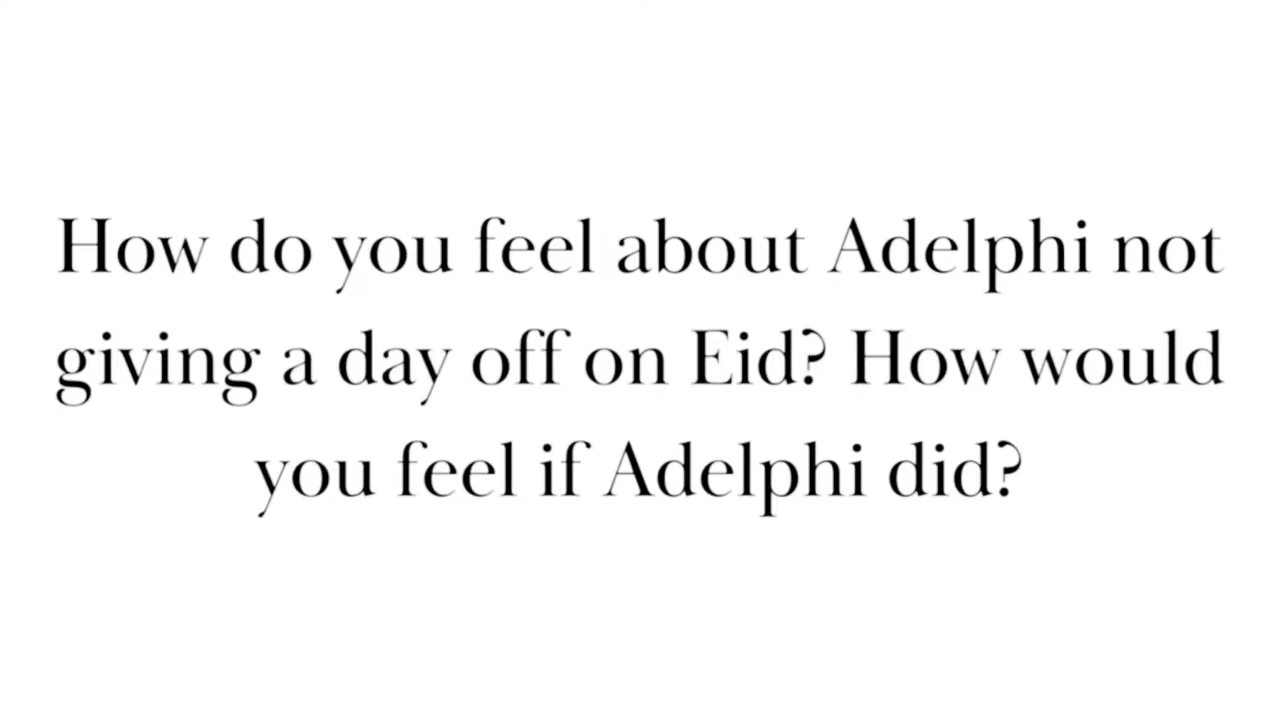 How do you feel about Adelphi not
giving a day off on Eid? How would
you feel if Adelphi did?